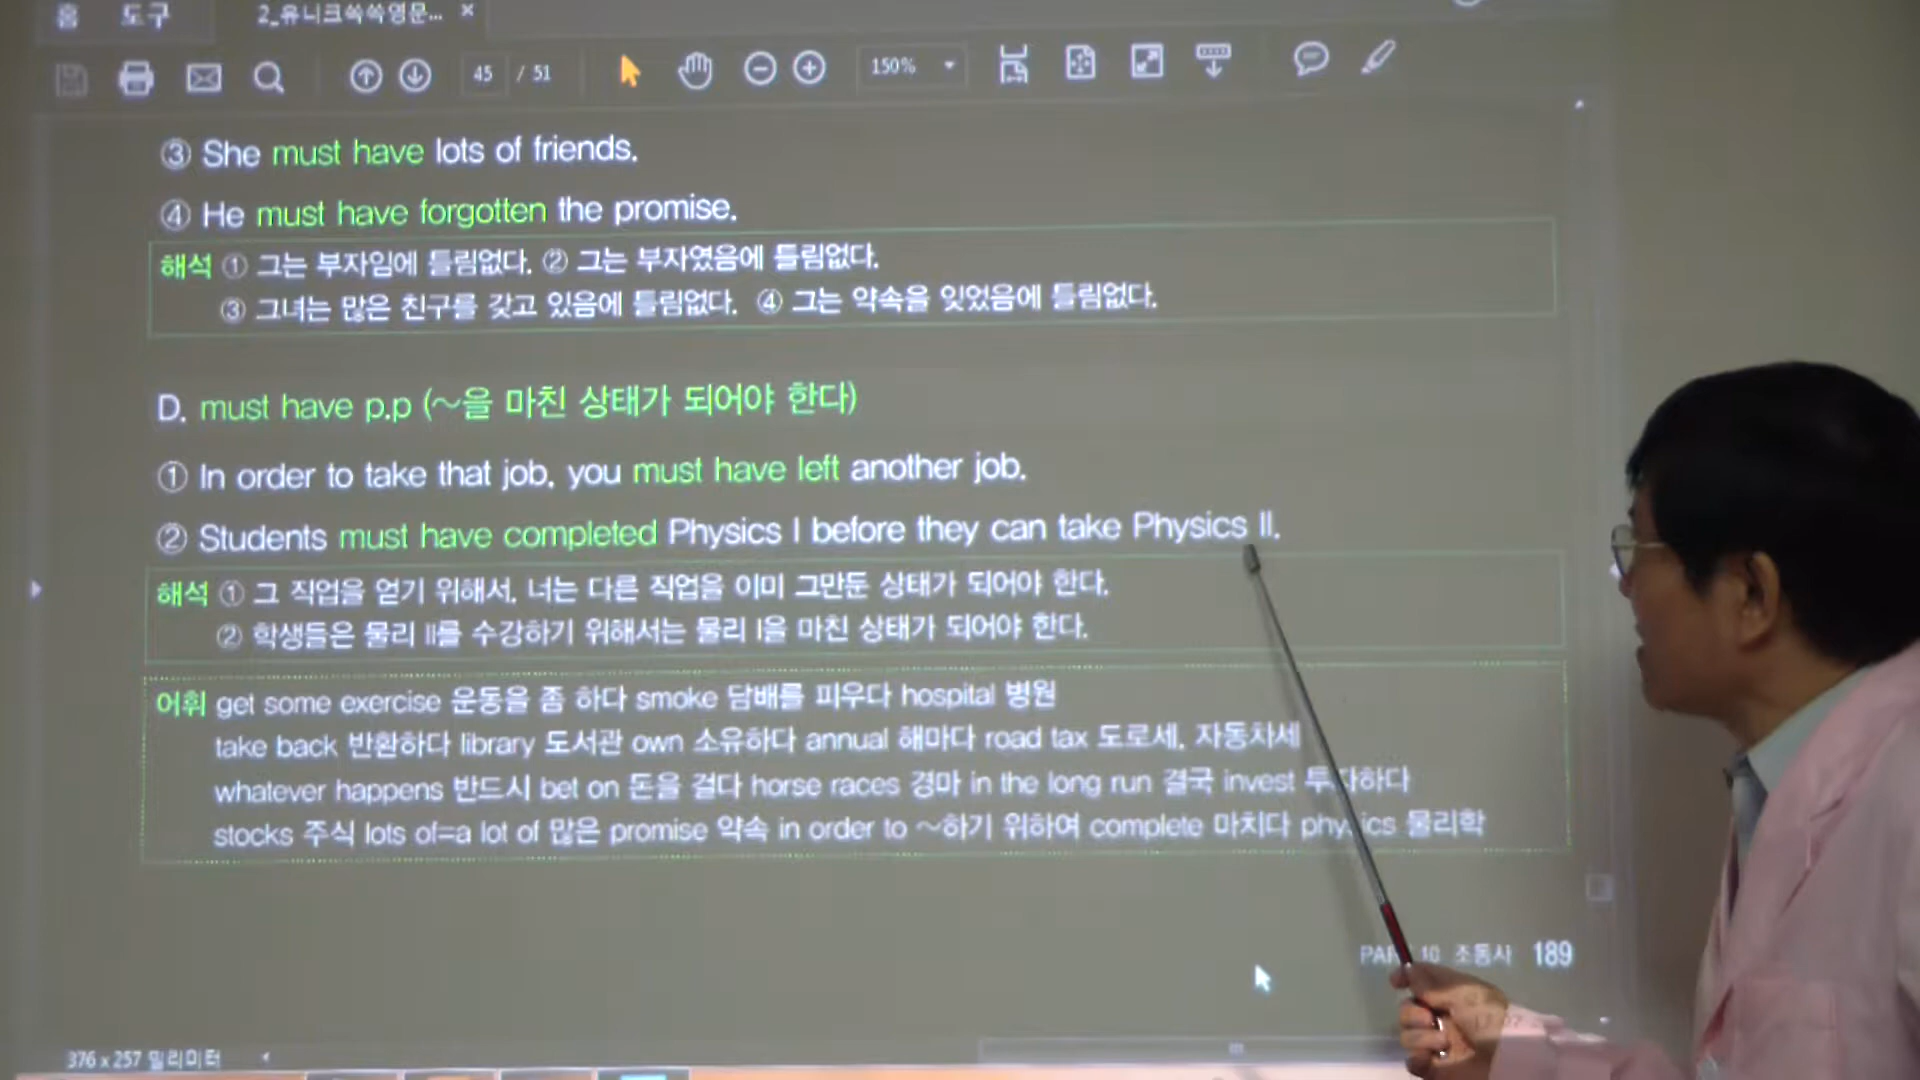 홈 도구 2_유니크쏙쏙영문... ×
45 / 51 150%
③ She must have lots of friends.
④ He must have forgotten the promise.
해석 ① 그는 부자임에 틀림없다. ② 그는 부자였음에 틀림없다.
③ 그녀는 많은 친구를 갖고 있음에 틀림없다. ④ 그는 약속을 잊었음에 틀림없다.
D. must have p.p (~을 마친 상태가 되어야 한다)
① In order to take that job, you must have left another job.
② Students must have completed Physics I before they can take Physics II.
해석 ① 그 직업을 얻기 위해서, 너는 다른 직업을 이미 그만둔 상태가 되어야 한다.
② 학생들은 물리 II를 수강하기 위해서는 물리 I을 마친 상태가 되어야 한다.
어휘 get some exercise 운동을 좀 하다 smoke 담배를 피우다 hospital 병원
take back 반환하다 library 도서관 own 소유하다 annual 해마다 road tax 도로세, 자동차세
whatever happens 반드시 bet on 돈을 걸다 horse races 경마 in the long run 결국 invest 투자하다
stocks 주식 lots of=a lot of 많은 promise 약속 in order to ~하기 위하여 complete 마치다 physics 물리학
PART 10 조동사 189
376 x 257 밀리미터